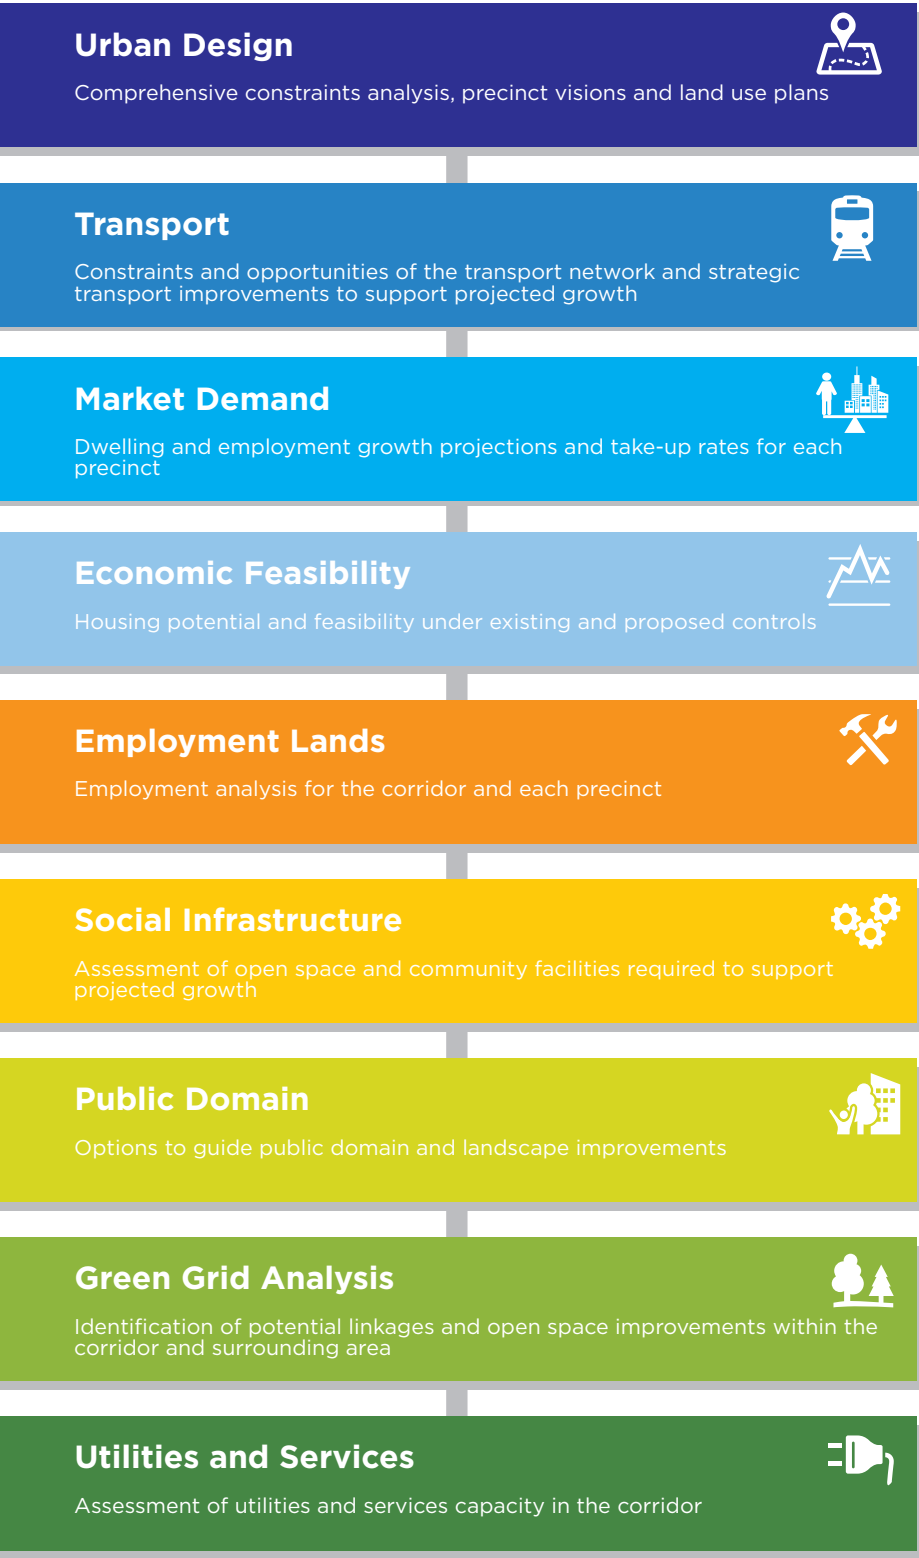 Urban Design
Comprehensive constraints analysis, precinct visions and land use plans
Transport
Constraints and opportunities of the transport network and strategic
transport improvements to support projected growth
Market Demand
Dwelling and employment growth projections and take-up rates for each
precinct
Economic Feasibility
Housing potential and feasibility under existing and proposed controls
Employment Lands
Employment analysis for the corridor and each precinct
Social Infrastructure
Assessment of open space and community facilities required to support
projected growth
Public Domain
Options to guide public domain and landscape improvements
Green Grid Analysis
Identification of potential linkages and open space improvements within the
corridor and surrounding area
Utilities and Services
Assessment of utilities and services capacity in the corridor